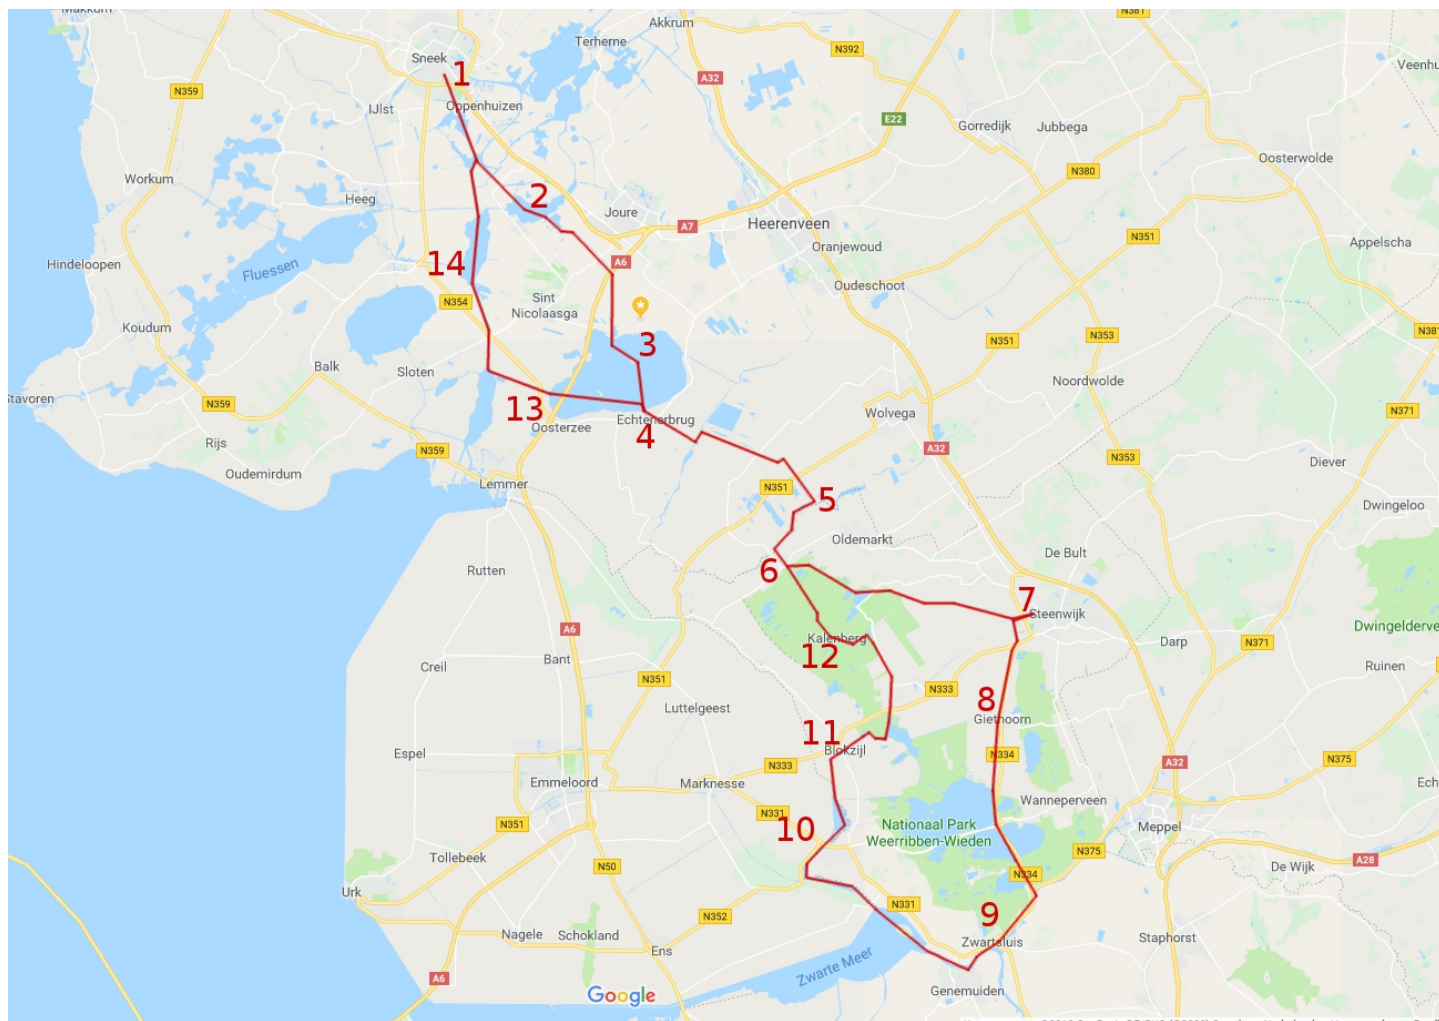 Akkrum
N381
Terherne
N392
Sneek
1
A32
N359
Oppenhuizen
IJlst
E22
Gorredijk
Jubbega
Oosterwolde
Workum
N380
Heeg
2
Joure
A7
Heerenveen
Oranjewoud
N351
Appelscha
Hindeloopen
Fluessen
14
A6
Oudeschoot
Sint
Nicolaasga
N354
Koudum
3
N351
N353
N381
Balk
Sloten
Noordwolde
Stavoren
N359
13
Echtenerbrug
Oosterzee
4
Wolvega
N371
Rijs
N359
A32
N353
Oudemirdum
Diever
Lemmer
N351
5
Dwingeloo
Oldemarkt
De Bult
Rutten
6
7
Steenwijk
A6
Kalenberg
Dwingelderve
Darp
N371
12
Creil
Bant
Ruinen
N351
N333
8
Luttelgeest
Giethoorn
11
Blokzijl
Espel
N334
N333
A32
N375
Emmeloord
Marknesse
Ech
Wanneperveen
N331
10
Nationaal Park
Weerribben-Wieden
Meppel
N351
Tollebeek
N375
A28
N50
De Wijk
N334
Urk
N331
9
N352
Nagele
Schokland
Zwartsluis
Staphorst
Ens
Zwarte Meer
A6
Google
Genemuiden